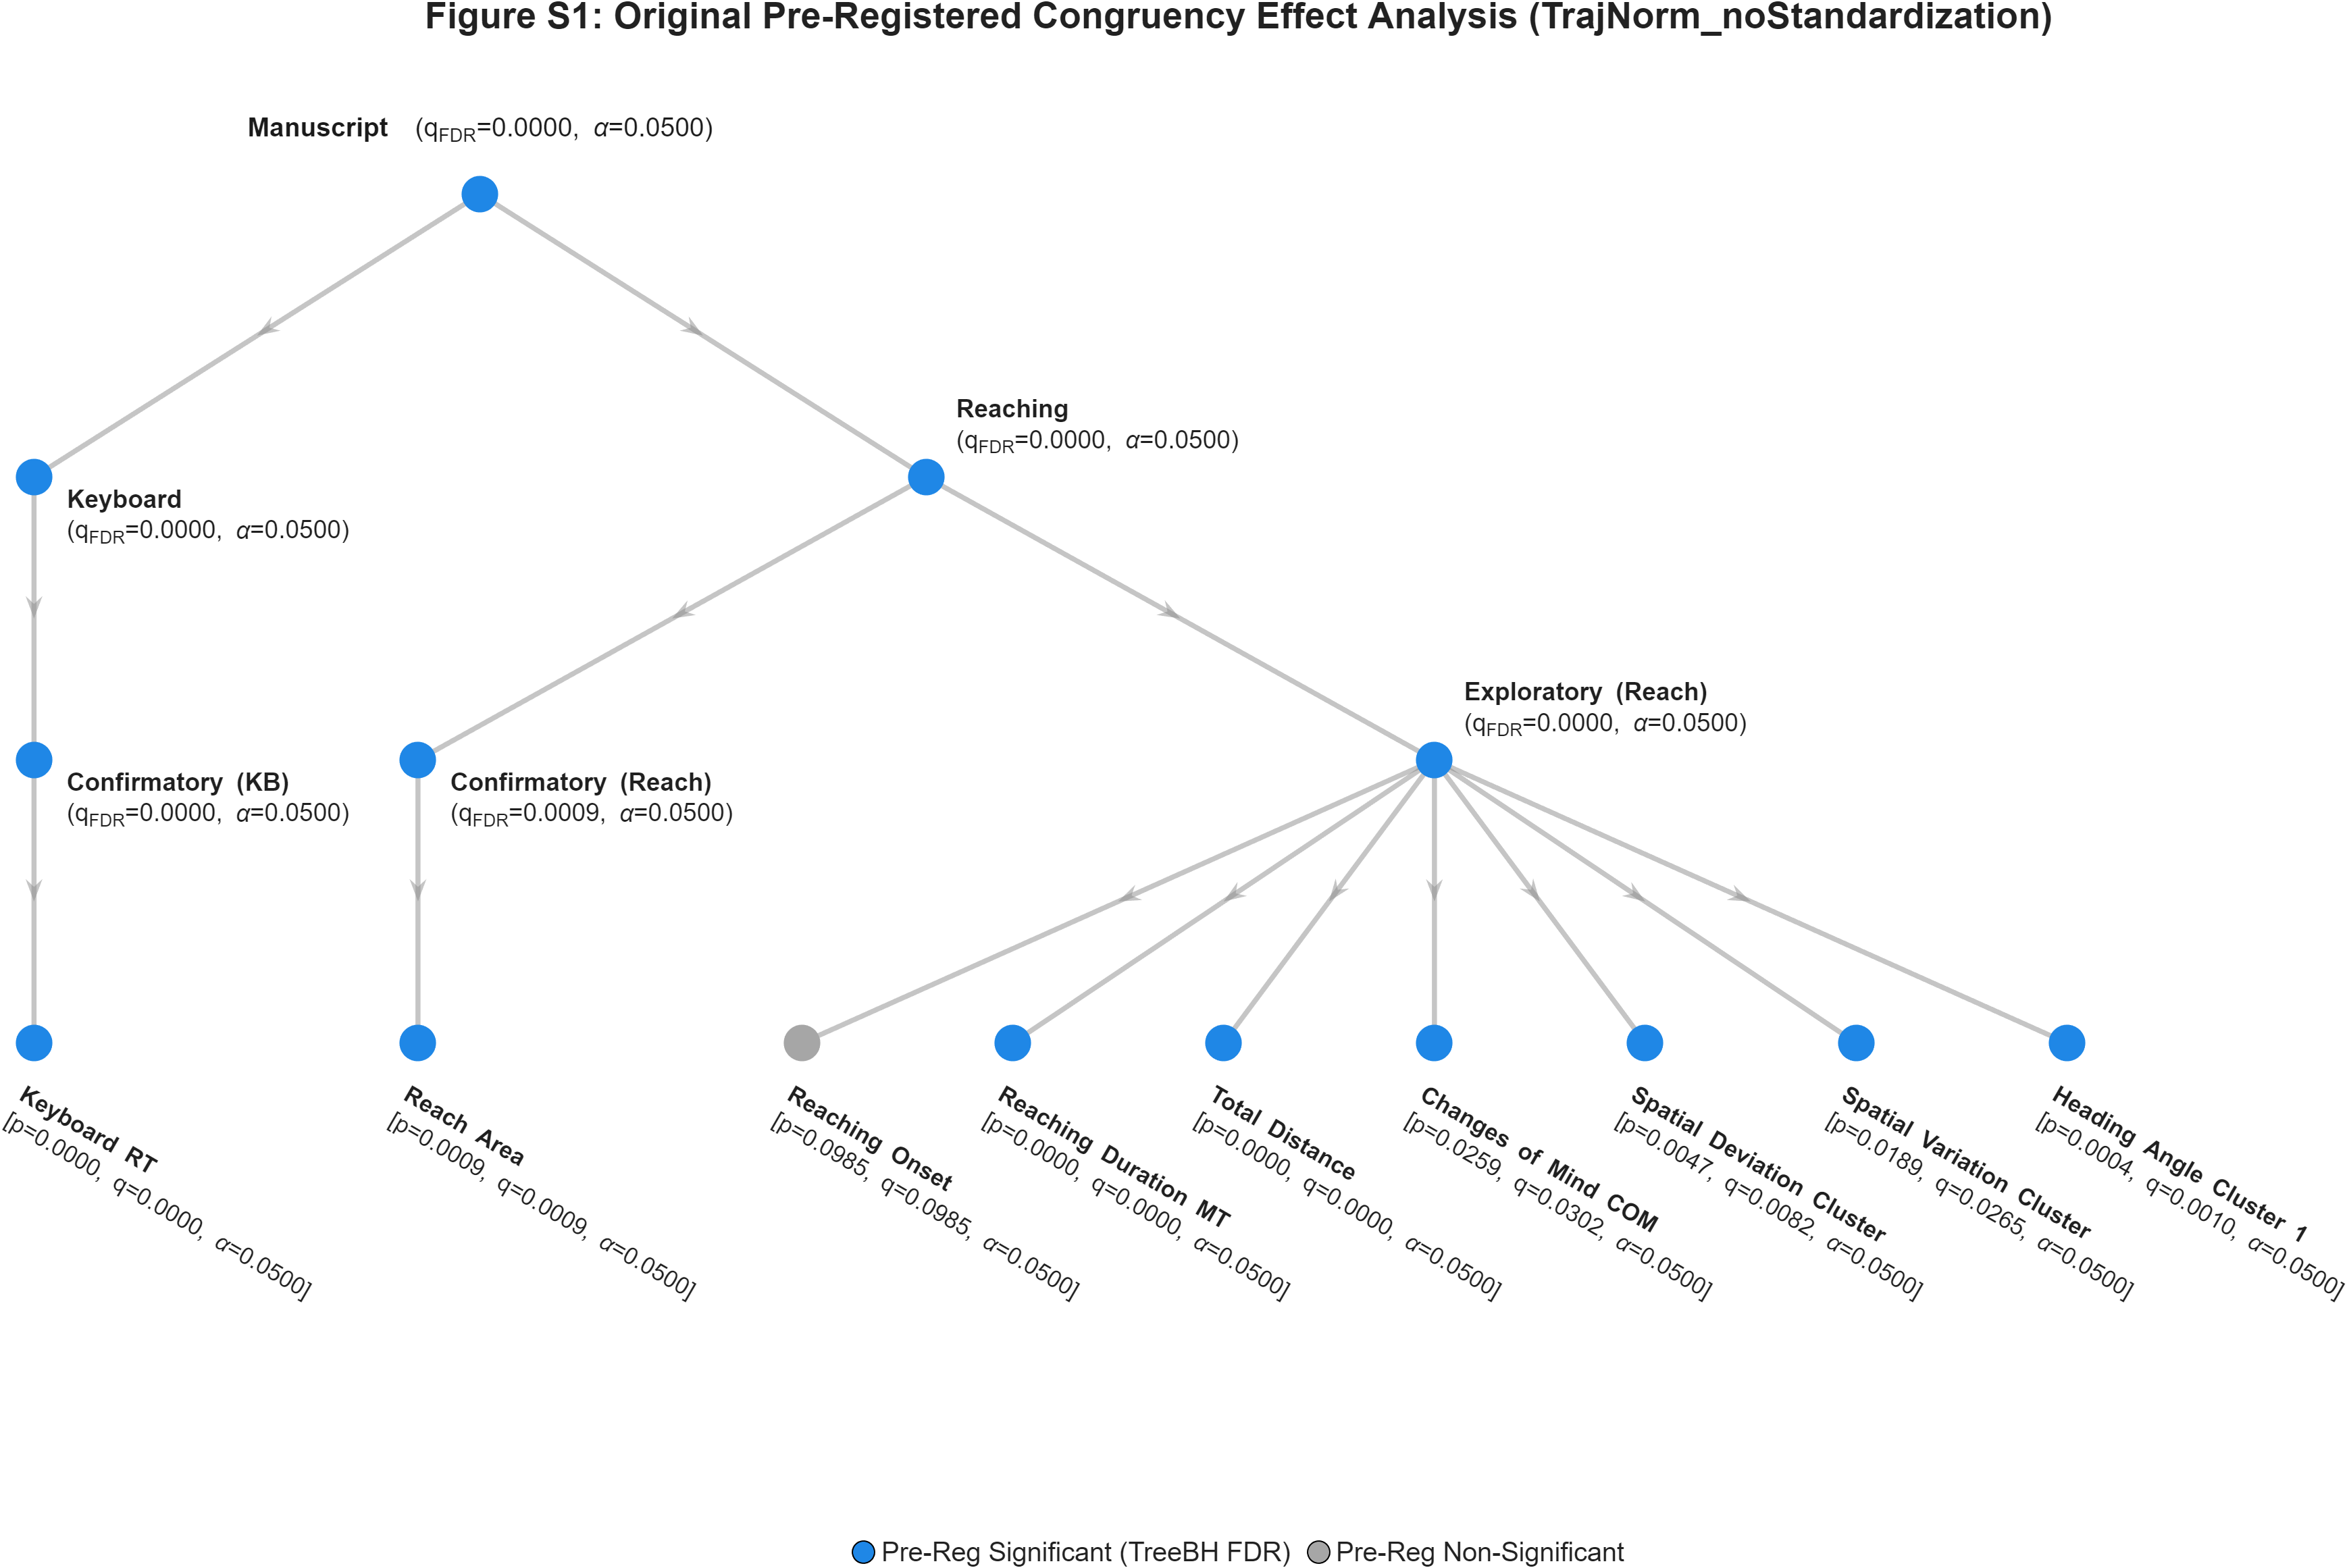 Figure S1: Original Pre-Registered Congruency Effect Analysis (TrajNorm_noStandardization)
Manuscript (qFDR=0.0000, α=0.0500)
Reaching
(qFDR=0.0000, α=0.0500)
Keyboard
(qFDR=0.0000, α=0.0500)
Exploratory (Reach)
(qFDR=0.0000, α=0.0500)
Confirmatory (KB)
(qFDR=0.0000, α=0.0500)
Confirmatory (Reach)
(qFDR=0.0009, α=0.0500)
Keyboard RT
[p=0.0000, q=0.0000, α=0.0500]
Reach Area
[p=0.0009, q=0.0009, α=0.0500]
Reaching Onset
[p=0.0985, q=0.0985, α=0.0500]
Reaching Duration MT
[p=0.0000, q=0.0000, α=0.0500]
Total Distance
[p=0.0000, q=0.0000, α=0.0500]
Changes of Mind COM
[p=0.0259, q=0.0302, α=0.0500]
Spatial Deviation Cluster
[p=0.0047, q=0.0082, α=0.0500]
Spatial Variation Cluster
[p=0.0189, q=0.0265, α=0.0500]
Heading Angle Cluster 1
[p=0.0004, q=0.0010, α=0.0500]
Pre-Reg Significant (TreeBH FDR) Pre-Reg Non-Significant